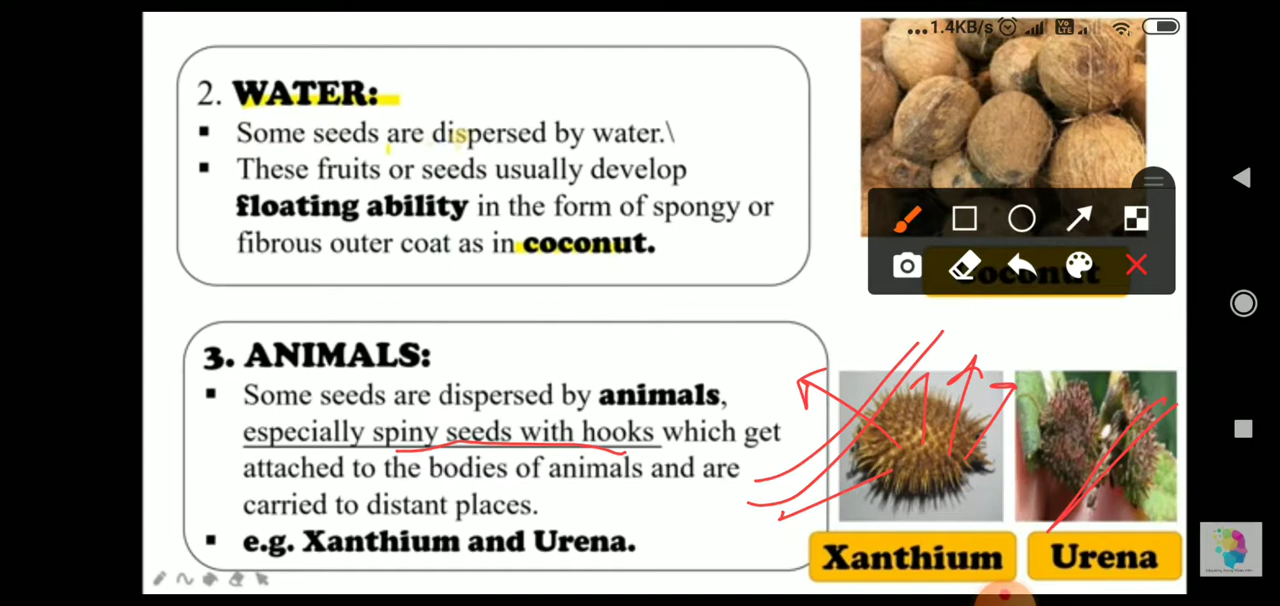 ...1.4KB/s
Vo
LTE
2. WATER:
▪ Some seeds are dispersed by water.\
▪ These fruits or seeds usually develop
floating ability in the form of spongy or
fibrous outer coat as in coconut.
3. ANIMALS:
▪ Some seeds are dispersed by animals,
especially spiny seeds with hooks which get
attached to the bodies of animals and are
carried to distant places.
▪ e.g. Xanthium and Urena.
Xanthium
Urena